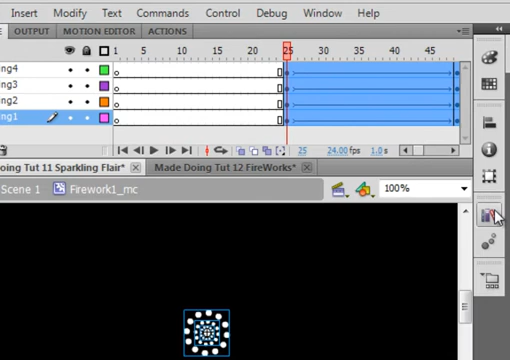 Insert Modify Text Commands Control Debug Window Help
OUTPUT MOTION EDITOR ACTIONS
1 5 10 15 20 25 30 35 40 45
ng4
ng3
ng2
ng1
25 24.00 fps 1.0 s
oing Tut 11 Sparkling Flair* Made Doing Tut 12 FireWorks*
Scene 1 Firework1_mc 100%